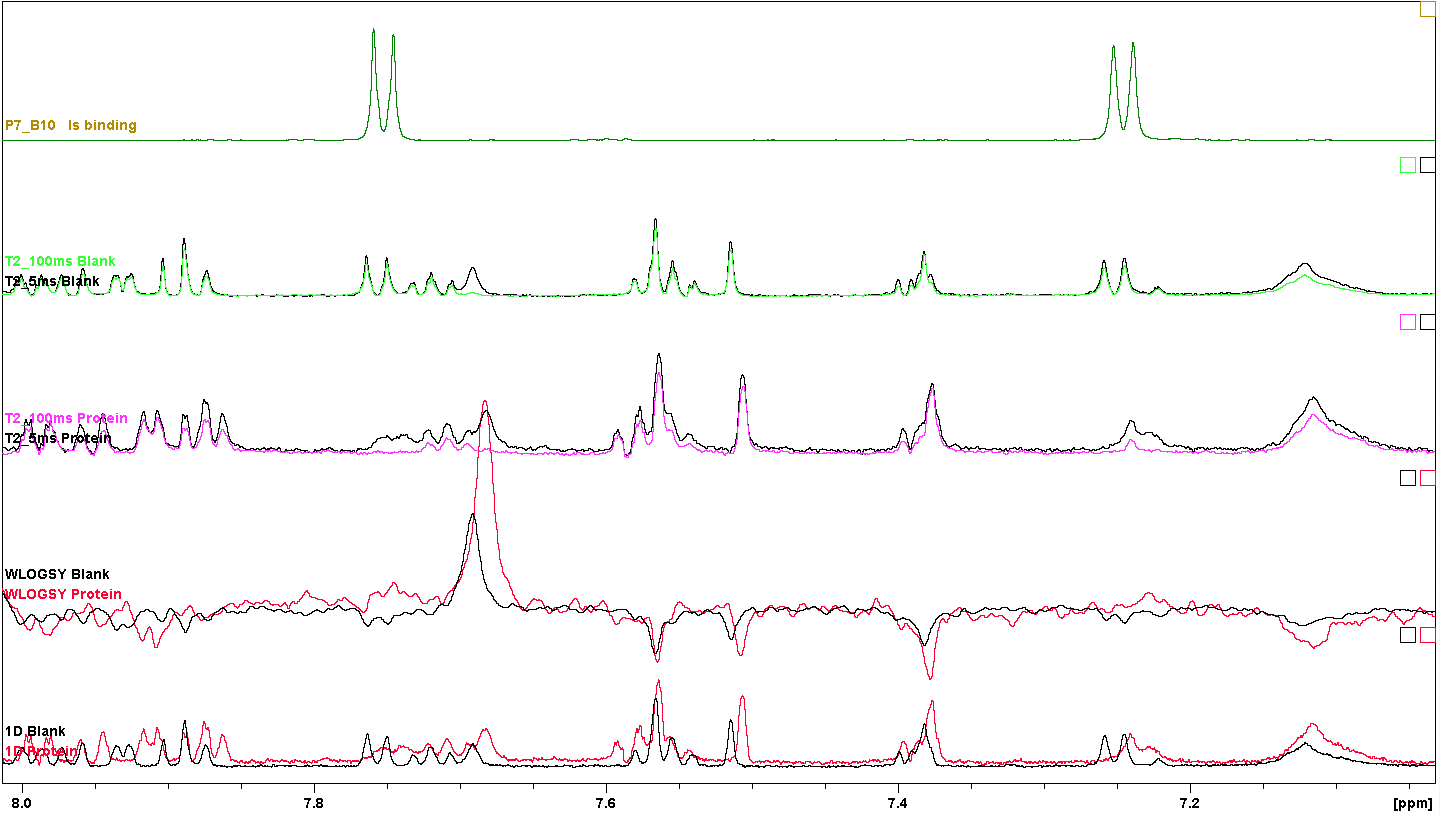 P7_B10 Is binding
T2_100ms Blank
T2_5ms Blank
T2_100ms Protein
T2_5ms Protein
WLOGSY Blank
WLOGSY Protein
1D Blank
1D Protein
8.0 7.8 7.6 7.4 7.2 [ppm]